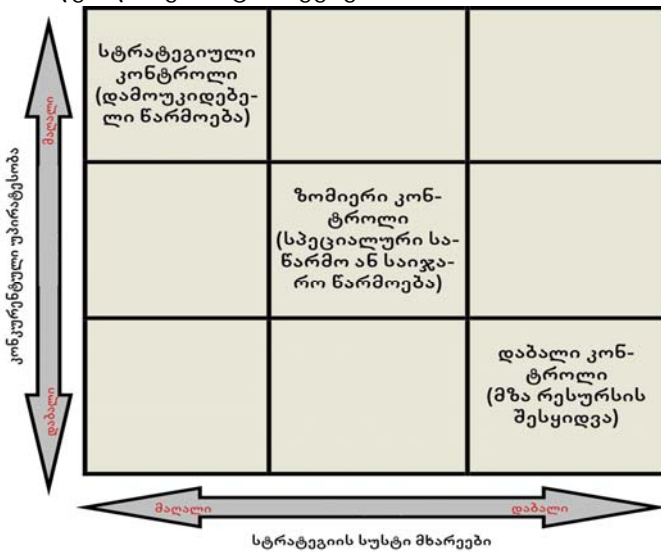 სტრატეგიული
კონტროლი
(დამოუკიდებე-
ლი წარმოება)
ზომიერი კონ-
ტროლი
(სპეციალური სა-
წარმო ან საიჯა-
რო წარმოება)
დაბალი კონ-
ტროლი
(მზა რესურსის
შესყიდვა)
კონკურენტული უპირატესობა
მაღალი
დაბალი
მაღალი
დაბალი
სტრატეგიის სუსტი მხარეები